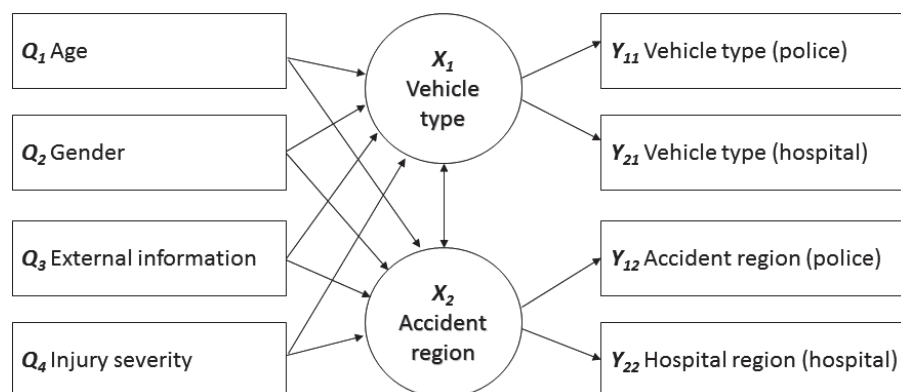 Q1 Age
Q2 Gender
Q3 External information
Q4 Injury severity
X1
Vehicle
type
X2
Accident
region
Y11 Vehicle type (police)
Y21 Vehicle type (hospital)
Y12 Accident region (police)
Y22 Hospital region (hospital)